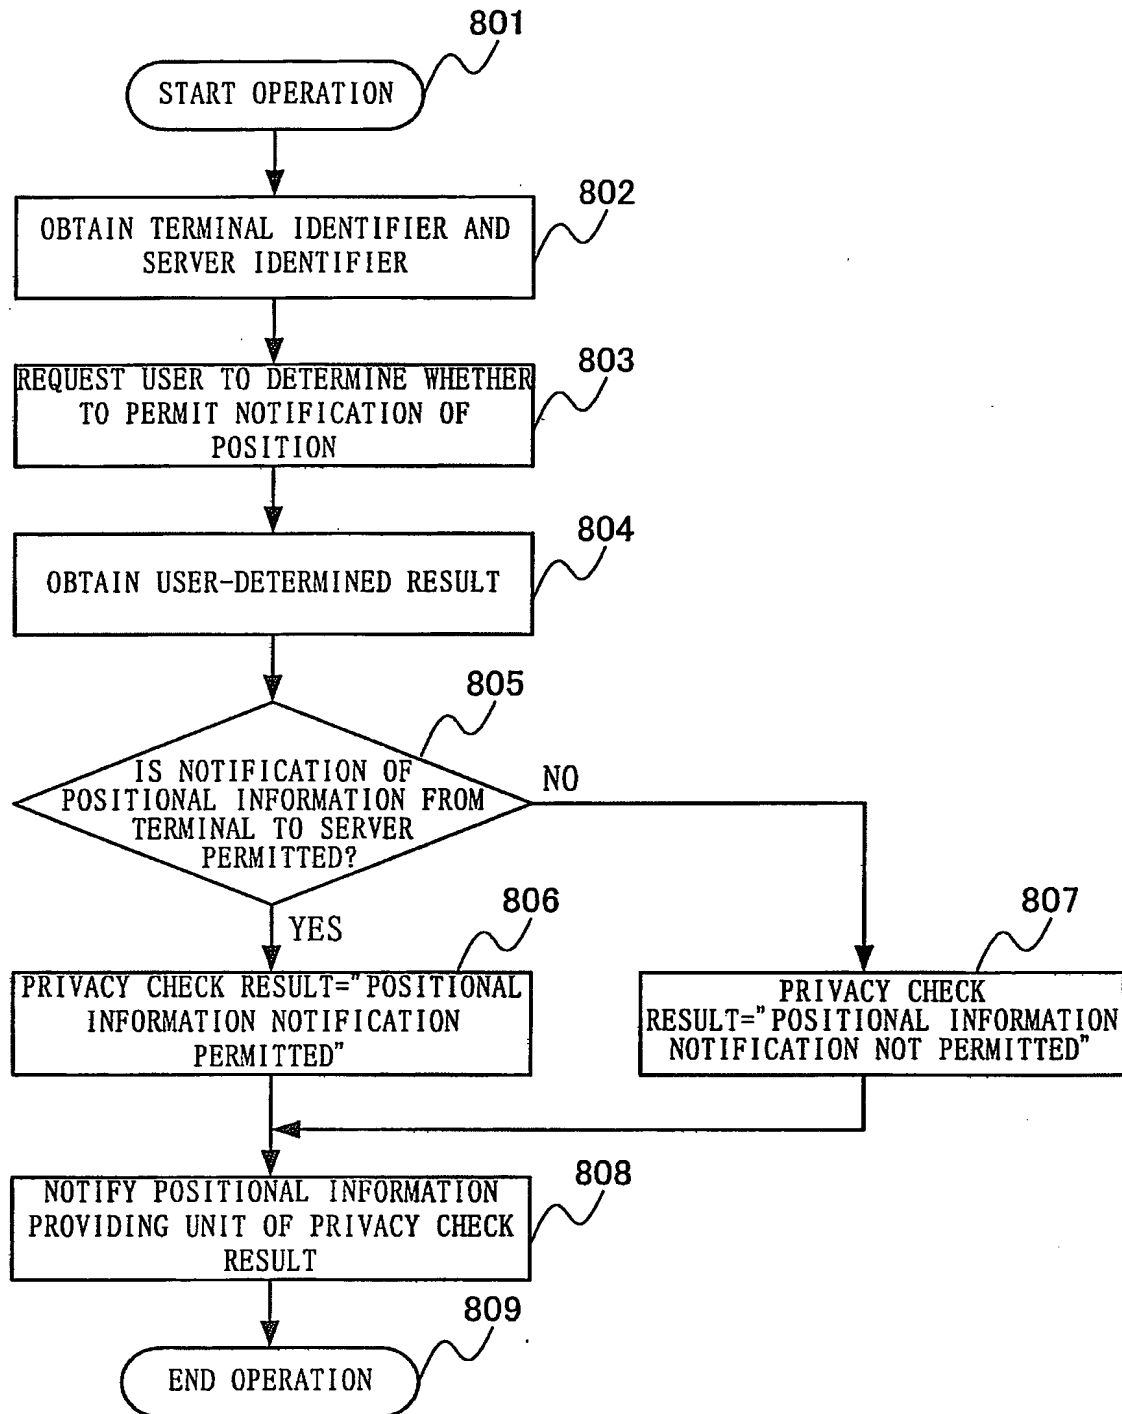 801
START OPERATION
802
OBTAIN TERMINAL IDENTIFIER AND
SERVER IDENTIFIER
803
REQUEST USER TO DETERMINE WHETHER
TO PERMIT NOTIFICATION OF
POSITION
804
OBTAIN USER-DETERMINED RESULT
805
IS NOTIFICATION OF
POSITIONAL INFORMATION FROM
TERMINAL TO SERVER
PERMITTED?
NO
YES
806
PRIVACY CHECK RESULT="POSITIONAL
INFORMATION NOTIFICATION
PERMITTED"
807
PRIVACY CHECK
RESULT="POSITIONAL INFORMATION
NOTIFICATION NOT PERMITTED"
808
NOTIFY POSITIONAL INFORMATION
PROVIDING UNIT OF PRIVACY CHECK
RESULT
809
END OPERATION